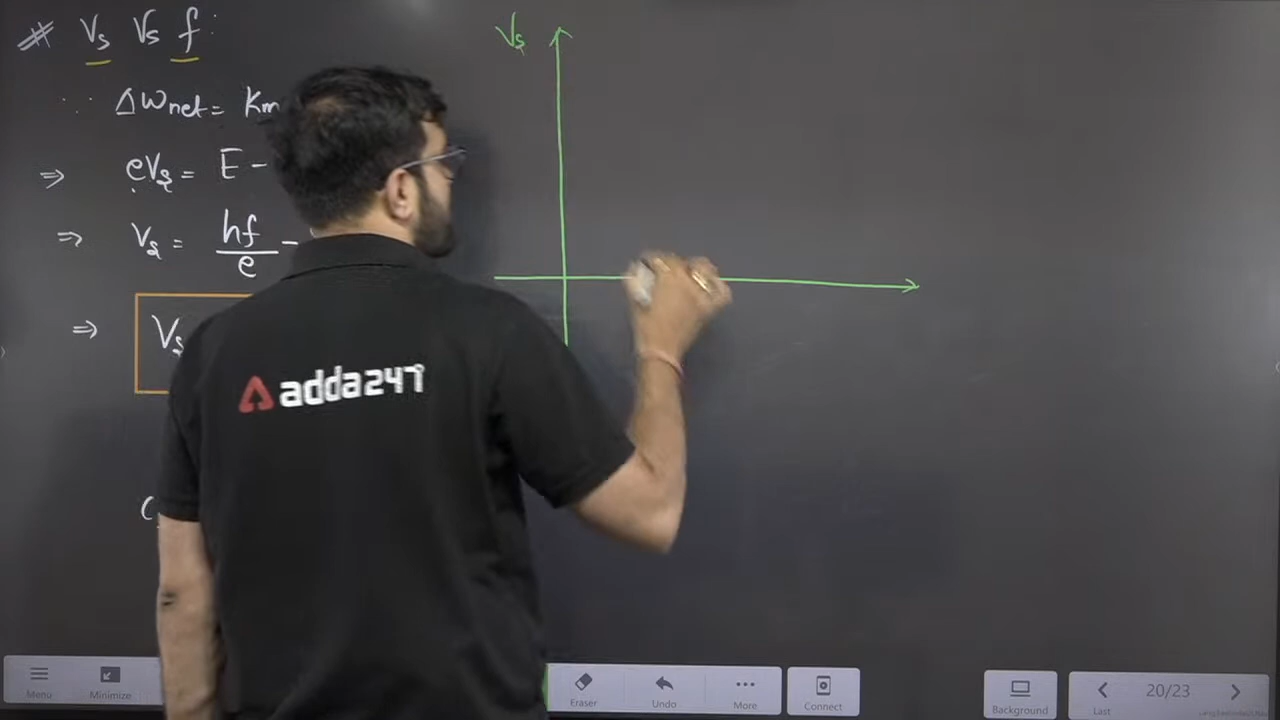 # Vs Vs f:
∵ ΔWnet = Km
⇒ eVs = E -
⇒ Vs = hf/e -
⇒ Vs
Vs
adda247
Menu
Minimize
Eraser
Undo
More
Connect
Background
Last
20/23